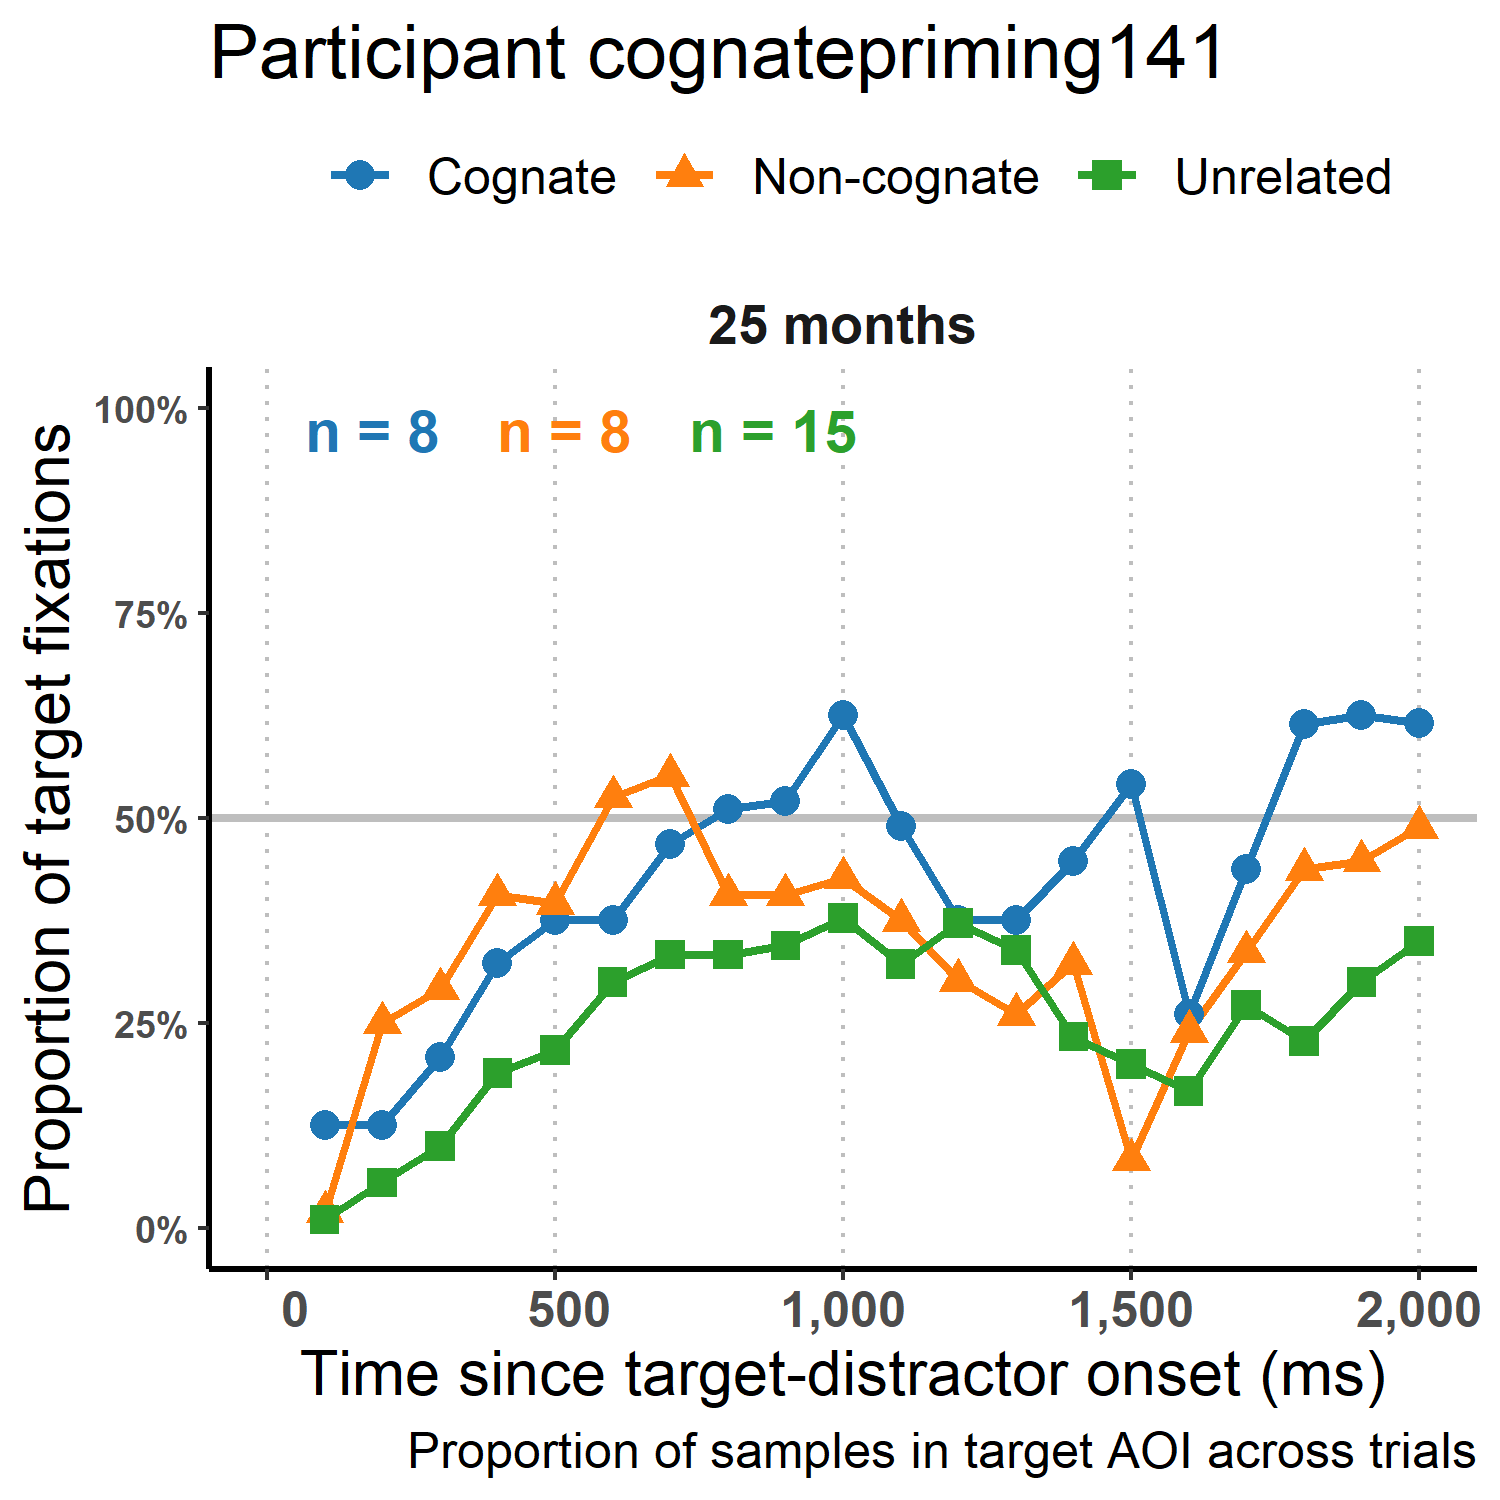 Participant cognatepriming141
Cognate Non-cognate Unrelated
25 months
n = 8 n = 8 n = 15
100%
75%
50%
25%
0%
Proportion of target fixations
0 500 1,000 1,500 2,000
Time since target-distractor onset (ms)
Proportion of samples in target AOI across trials